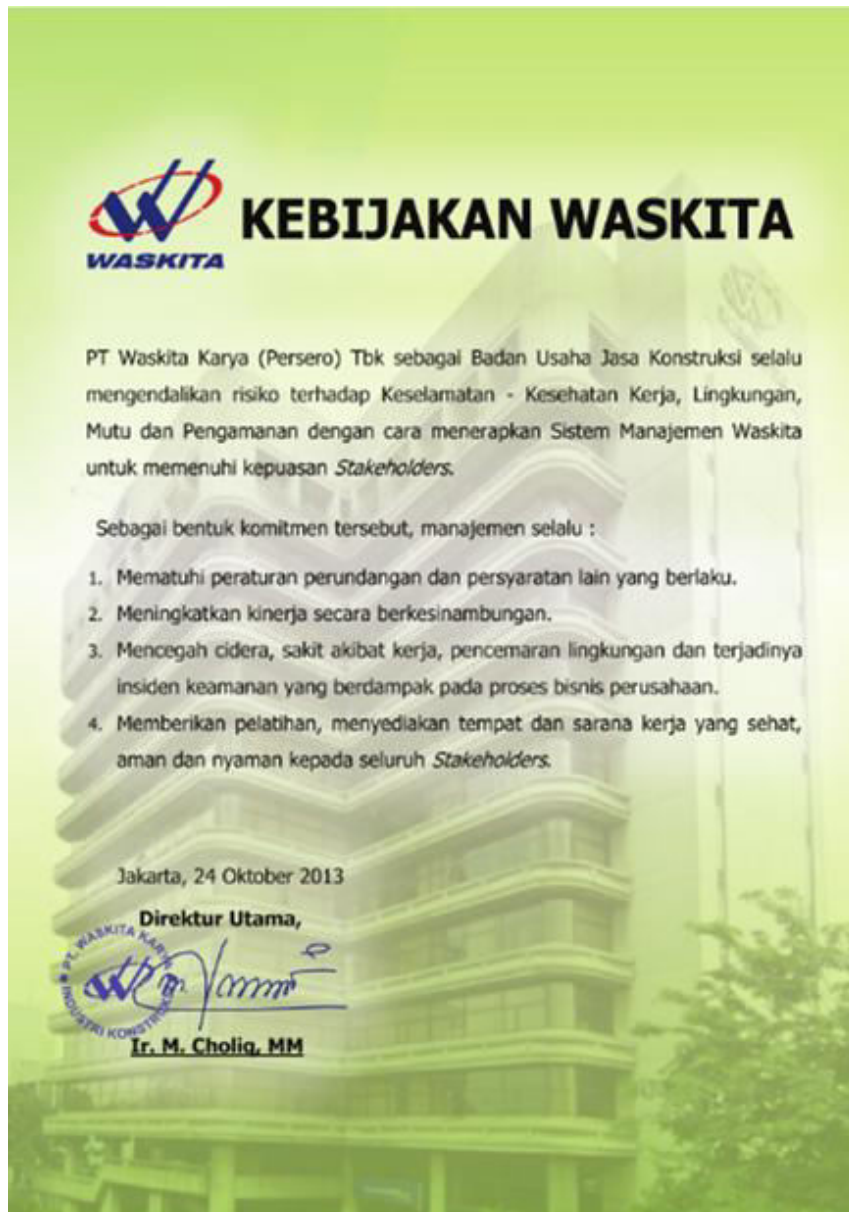 WASKITA
KEBIJAKAN WASKITA
PT Waskita Karya (Persero) Tbk sebagai Badan Usaha Jasa Konstruksi selalu
mengendalikan risiko terhadap Keselamatan - Kesehatan Kerja, Lingkungan,
Mutu dan Pengamanan dengan cara menerapkan Sistem Manajemen Waskita
untuk memenuhi kepuasan Stakeholders.
Sebagai bentuk komitmen tersebut, manajemen selalu :
1. Mematuhi peraturan perundangan dan persyaratan lain yang berlaku.
2. Meningkatkan kinerja secara berkesinambungan.
3. Mencegah cidera, sakit akibat kerja, pencemaran lingkungan dan terjadinya
insiden keamanan yang berdampak pada proses bisnis perusahaan.
4. Memberikan pelatihan, menyediakan tempat dan sarana kerja yang sehat,
aman dan nyaman kepada seluruh Stakeholders.
Jakarta, 24 Oktober 2013
Direktur Utama,
PT. WASKITA KARYA
INDUSTRI KONSTRUKSI
Ir. M. Choliq, MM